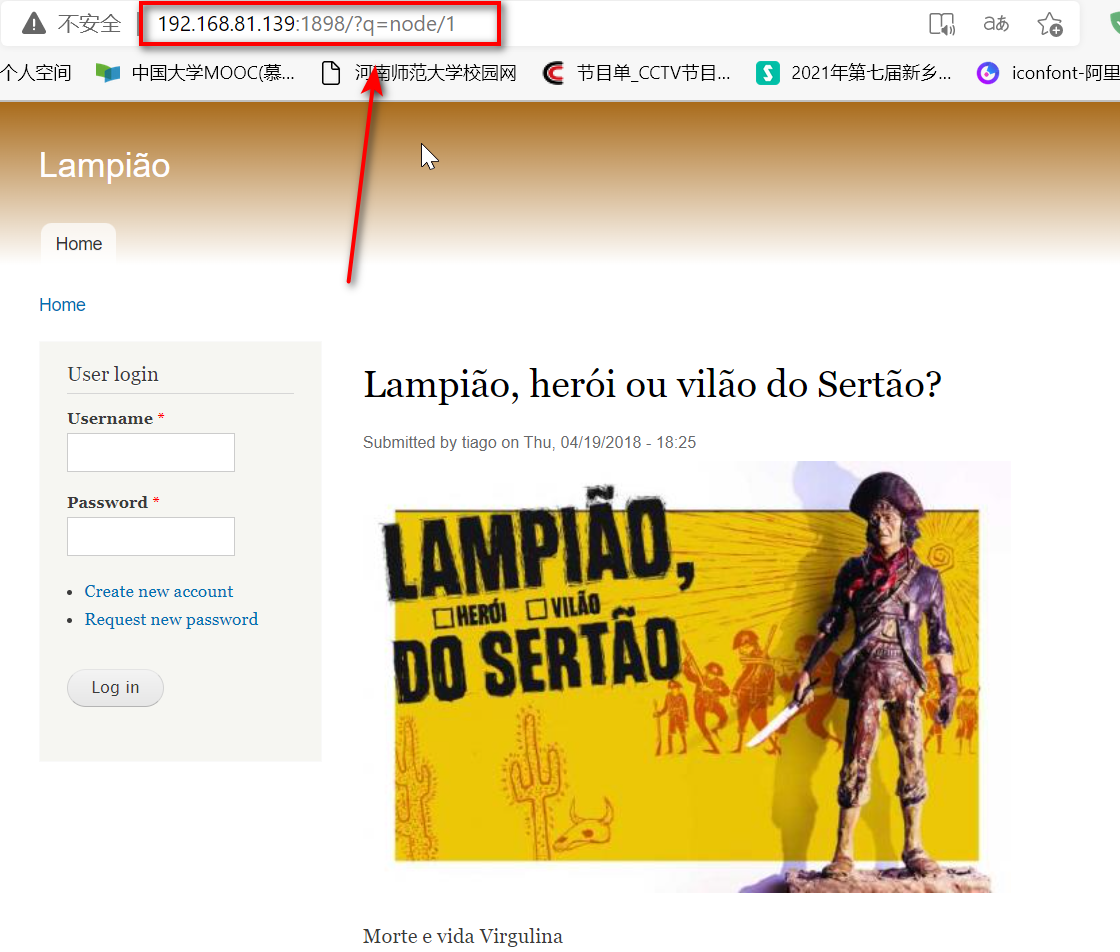 不安全 192.168.81.139:1898/?q=node/1 aあ
个人空间 中国大学MOOC(慕... 河南师范大学校园网 节目单_CCTV节目... 2021年第七届新乡... iconfont-阿里
Lampião
Home
Home
User login
Username *
Password *
Create new account
Request new password
Log in
Lampião, herói ou vilão do Sertão?
Submitted by tiago on Thu, 04/19/2018 - 18:25
LAMPIÃO,
HERÓI VILÃO
DO SERTÃO
Morte e vida Virgulina